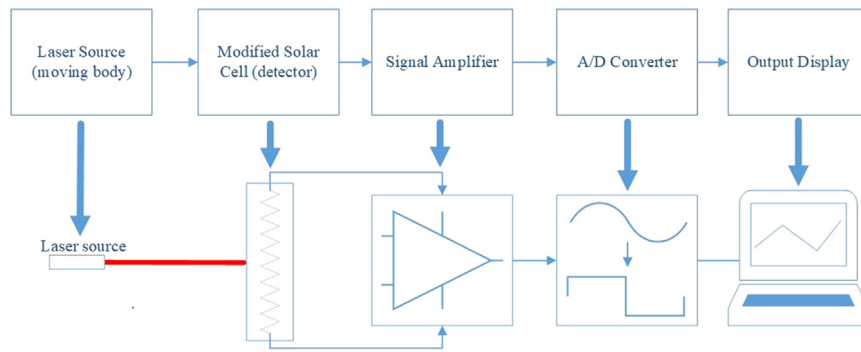 Laser Source
(moving body)
Modified Solar
Cell (detector)
Signal Amplifier
A/D Converter
Output Display
Laser source